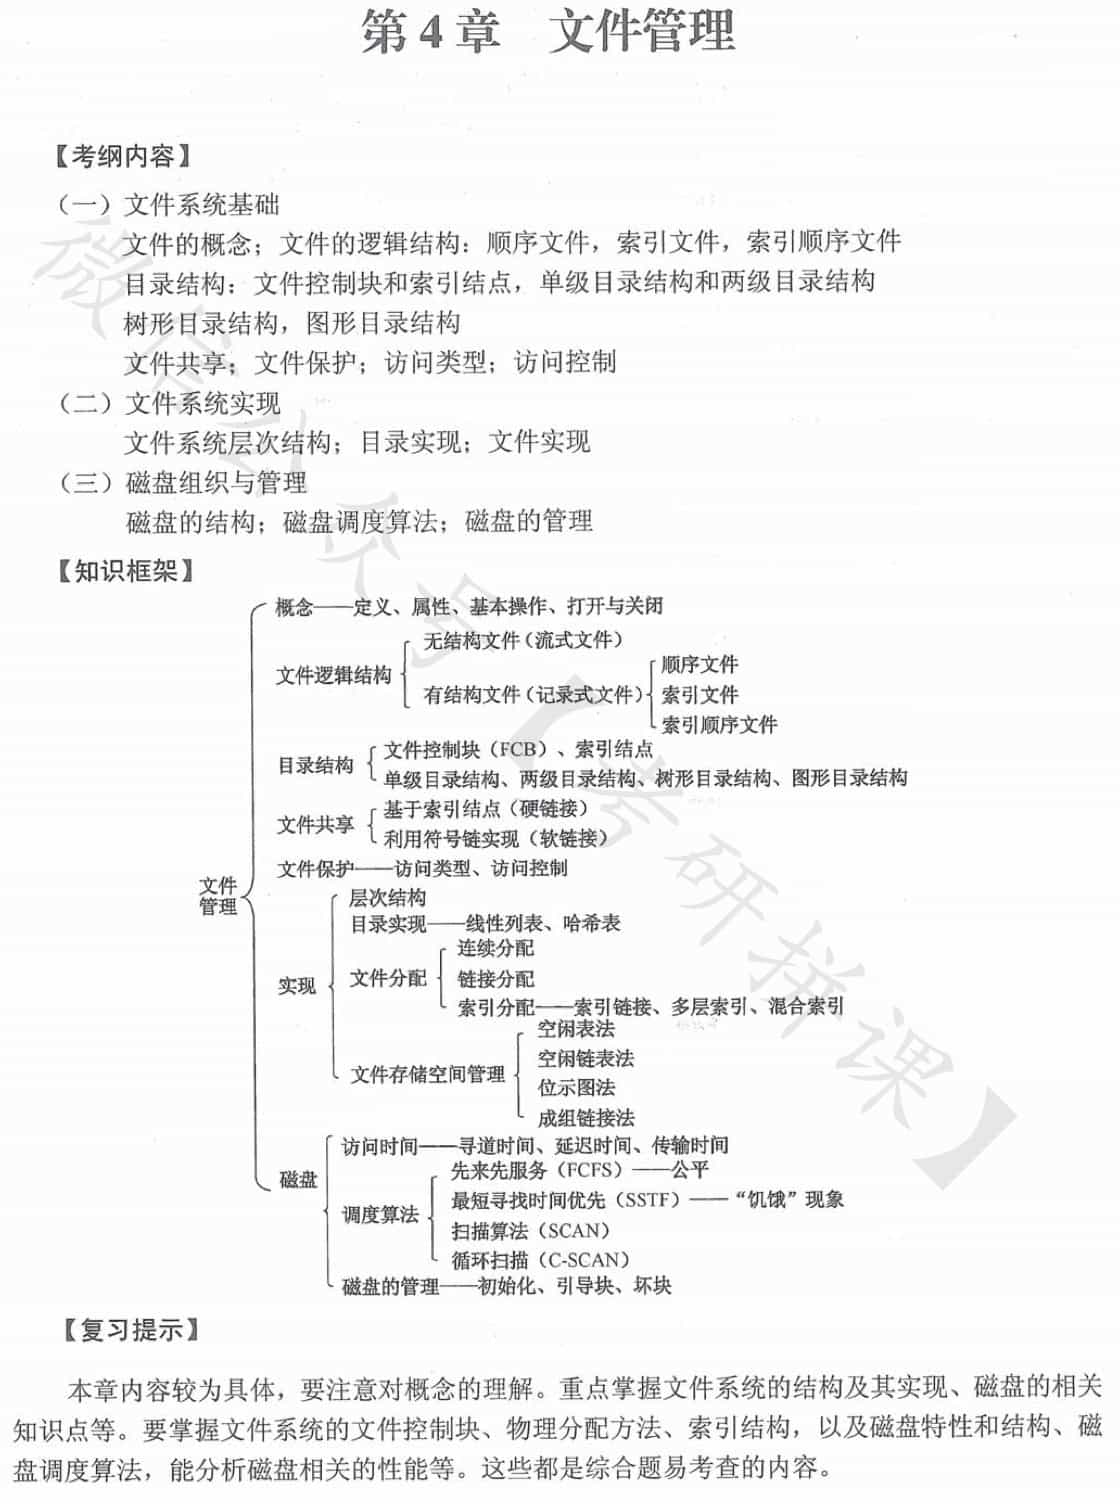 第 4 章 文件管理
【考纲内容】
（一）文件系统基础
文件的概念；文件的逻辑结构：顺序文件，索引文件，索引顺序文件
目录结构：文件控制块和索引结点，单级目录结构和两级目录结构
树形目录结构，图形目录结构
文件共享；文件保护；访问类型；访问控制
（二）文件系统实现
文件系统层次结构；目录实现；文件实现
（三）磁盘组织与管理
磁盘的结构；磁盘调度算法；磁盘的管理
【知识框架】
概念——定义、属性、基本操作、打开与关闭
文件逻辑结构
无结构文件（流式文件）
有结构文件（记录式文件）
顺序文件
索引文件
索引顺序文件
目录结构
文件控制块（FCB）、索引结点
单级目录结构、两级目录结构、树形目录结构、图形目录结构
文件共享
基于索引结点（硬链接）
利用符号链实现（软链接）
文件保护——访问类型、访问控制
文件
管理
实现
层次结构
目录实现——线性列表、哈希表
文件分配
连续分配
链接分配
索引分配——索引链接、多层索引、混合索引
文件存储空间管理
空闲表法
空闲链表法
位示图法
成组链接法
磁盘
访问时间——寻道时间、延迟时间、传输时间
调度算法
先来先服务（FCFS）——公平
最短寻找时间优先（SSTF）——“饥饿”现象
扫描算法（SCAN）
循环扫描（C-SCAN）
磁盘的管理——初始化、引导块、坏块
【复习提示】
本章内容较为具体，要注意对概念的理解。重点掌握文件系统的结构及其实现、磁盘的相关
知识点等。要掌握文件系统的文件控制块、物理分配方法、索引结构，以及磁盘特性和结构、磁
盘调度算法，能分析磁盘相关的性能等。这些都是综合题易考查的内容。
微信公众号【考研拼课】